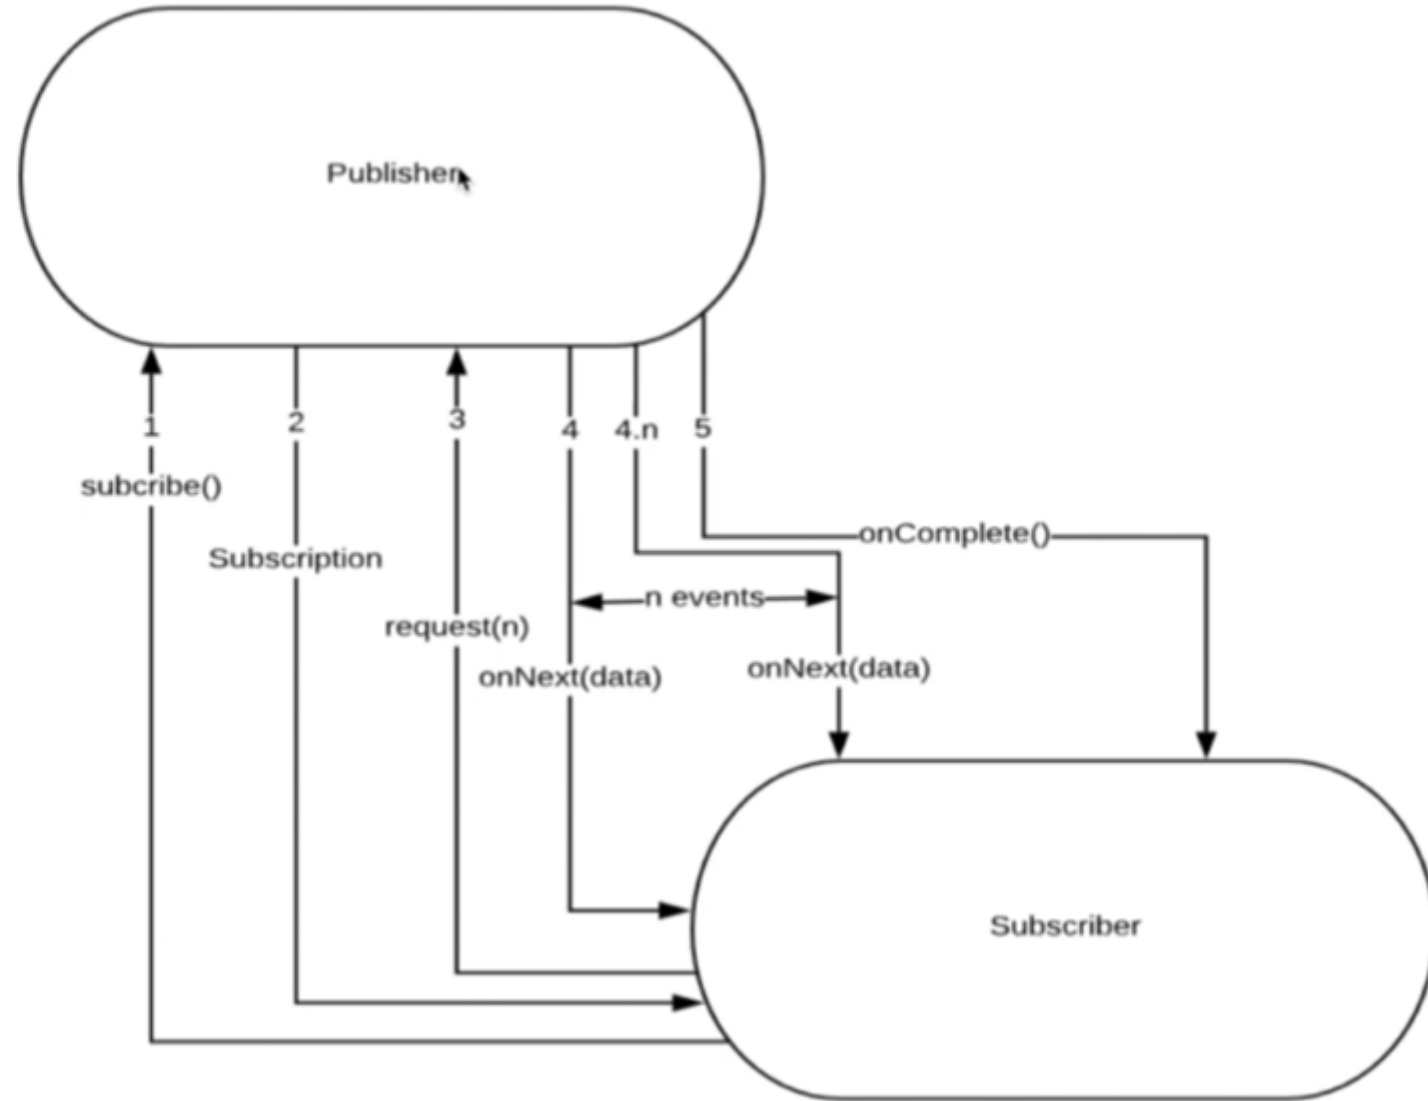 Publisher
1
2
3
4
4.n
5
subcribe()
onComplete()
Subscription
n events
request(n)
onNext(data)
onNext(data)
Subscriber